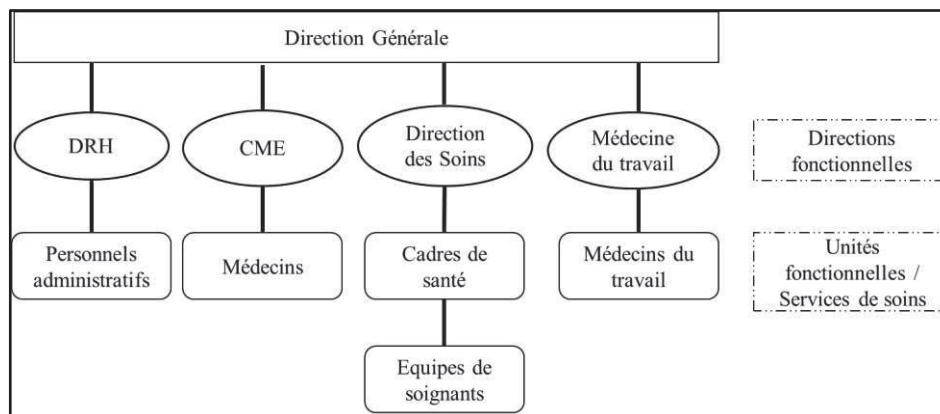 Direction Générale
DRH
CME
Direction
des Soins
Médecine
du travail
Directions
fonctionnelles
Personnels
administratifs
Médecins
Cadres de
santé
Médecins du
travail
Unités
fonctionnelles /
Services de soins
Equipes de
soignants